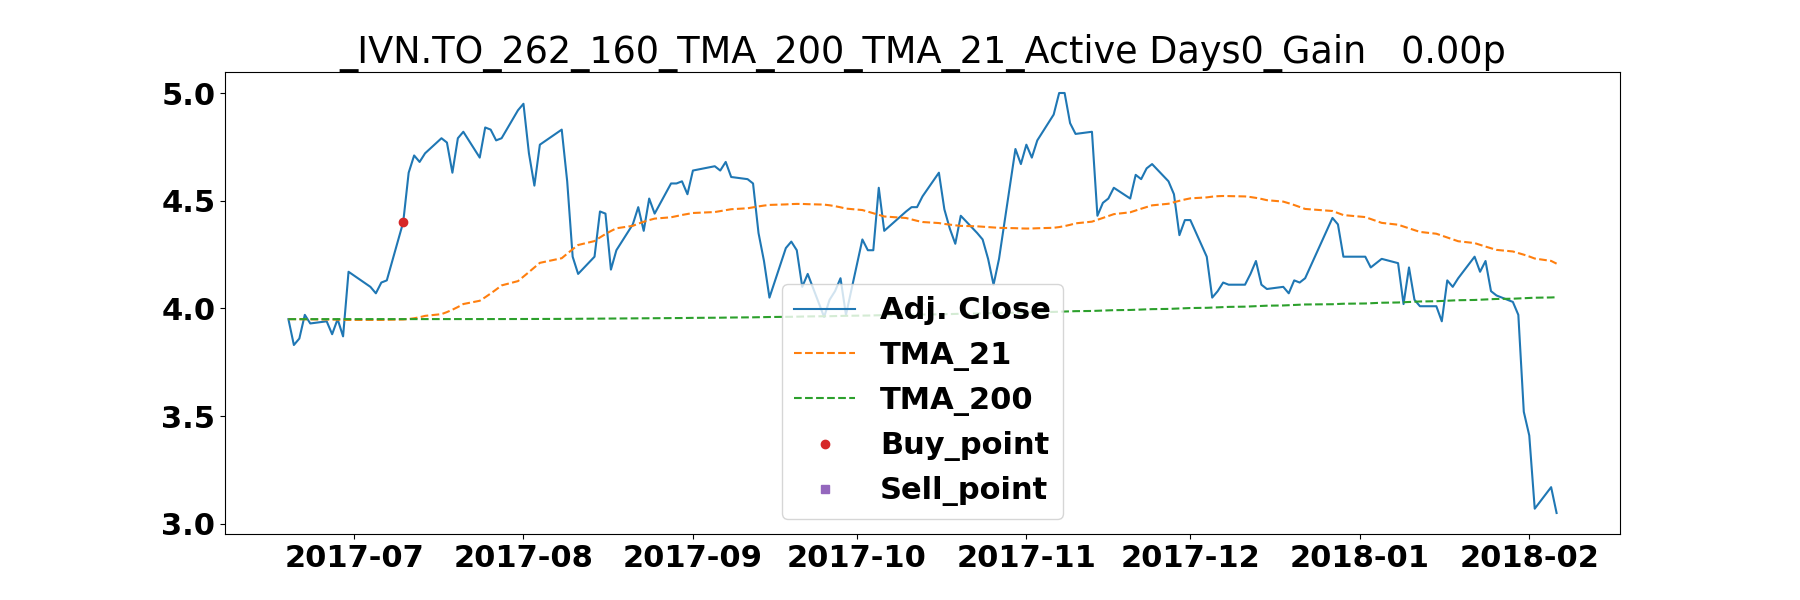 _IVN.TO_262_160_TMA_200_TMA_21_Active Days0_Gain   0.00p
5.0
4.5
4.0
3.5
3.0
Adj. Close
TMA_21
TMA_200
Buy_point
Sell_point
2017-07 2017-08 2017-09 2017-10 2017-11 2017-12 2018-01 2018-02